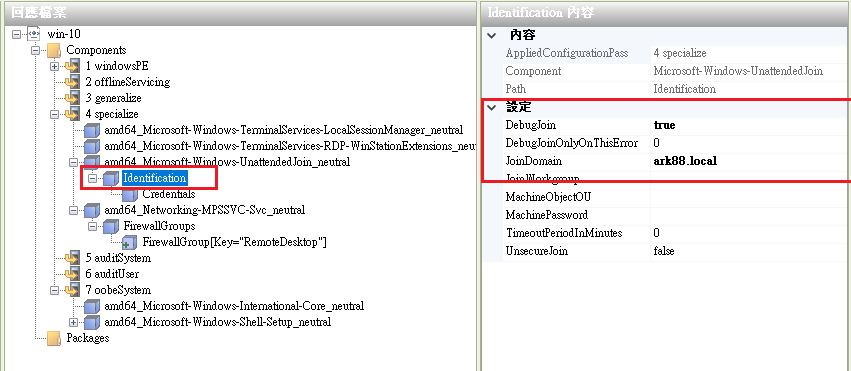 回應檔案
win-10
Components
1 windowsPE
2 offlineServicing
3 generalize
4 specialize
amd64_Microsoft-Windows-TerminalServices-LocalSessionManager_neutral
amd64_Microsoft-Windows-TerminalServices-RDP-WinStationExtensions_neu
amd64_Microsoft-Windows-UnattendedJoin_neutral
Identification
Credentials
amd64_Networking-MPSSVC-Svc_neutral
FirewallGroups
FirewallGroup[Key="RemoteDesktop"]
5 auditSystem
6 auditUser
7 oobeSystem
amd64_Microsoft-Windows-International-Core_neutral
amd64_Microsoft-Windows-Shell-Setup_neutral
Packages
Identification 內容
內容
AppliedConfigurationPass 4 specialize
Component Microsoft-Windows-UnattendedJoin
Path Identification
設定
DebugJoin true
DebugJoinOnlyOnThisError 0
JoinDomain ark88.local
JoinWorkgroup
MachineObjectOU
MachinePassword
TimeoutPeriodInMinutes 0
UnsecureJoin false